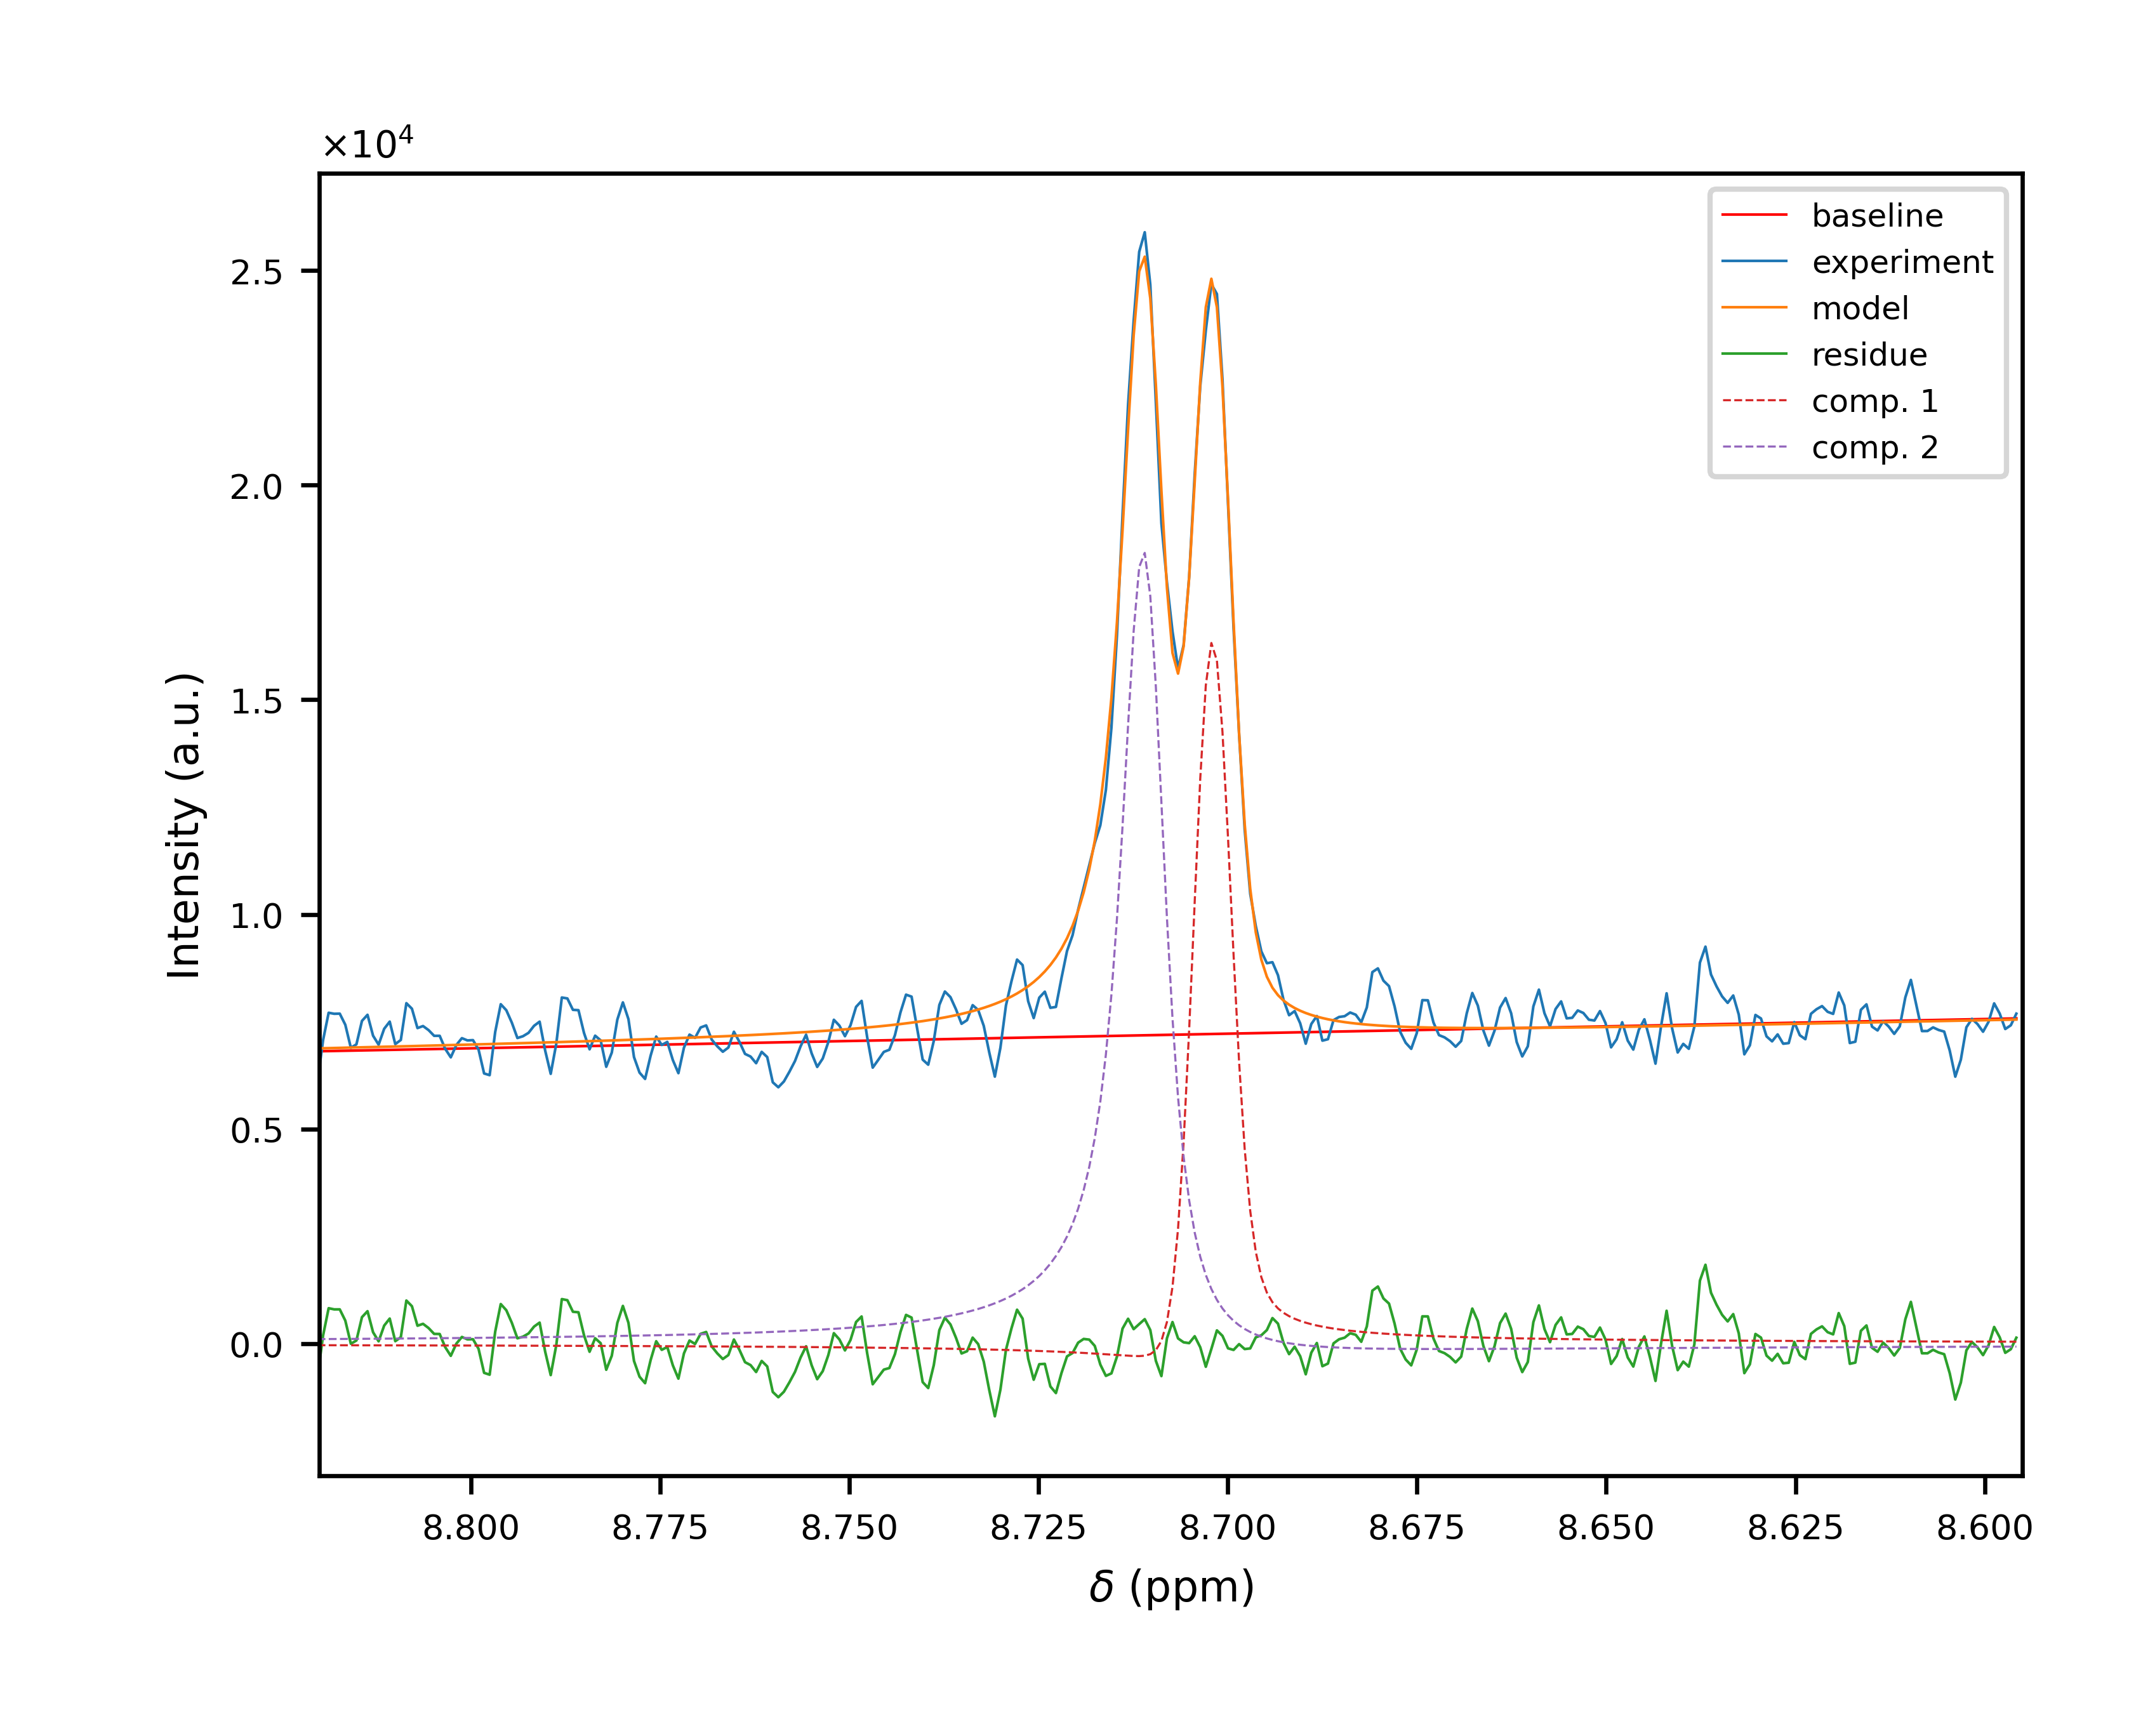 ×10⁴
baseline
experiment
model
residue
comp. 1
comp. 2
2.5
2.0
1.5
1.0
0.5
0.0
Intensity (a.u.)
8.800 8.775 8.750 8.725 8.700 8.675 8.650 8.625 8.600
δ (ppm)